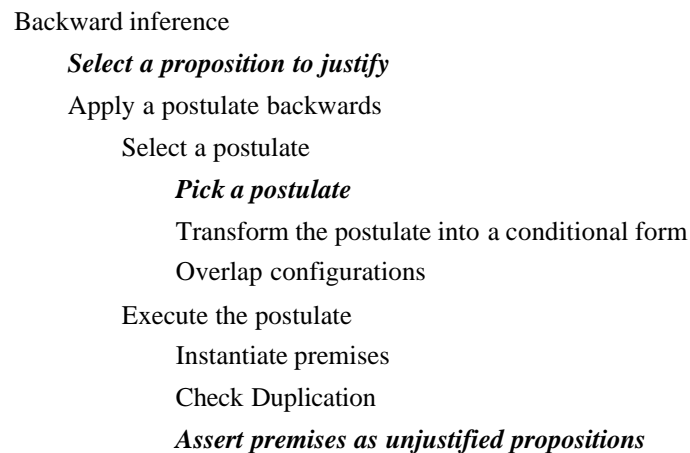 Backward inference
Select a proposition to justify
Apply a postulate backwards
Select a postulate
Pick a postulate
Transform the postulate into a conditional form
Overlap configurations
Execute the postulate
Instantiate premises
Check Duplication
Assert premises as unjustified propositions